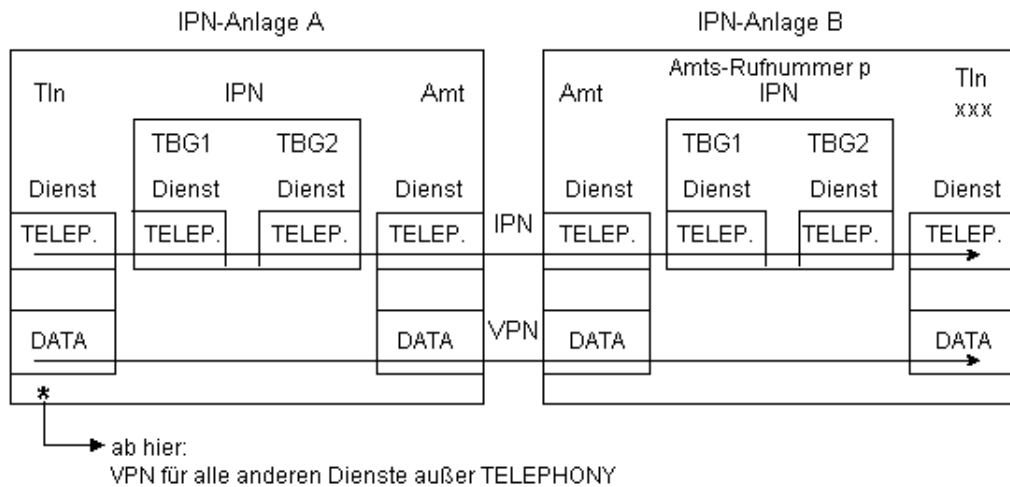 IPN-Anlage A
IPN-Anlage B
Tln IPN Amt
Amt Amts-Rufnummer p IPN Tln xxx
TBG1 TBG2
TBG1 TBG2
Dienst Dienst Dienst Dienst
Dienst Dienst Dienst Dienst
TELEP. TELEP. TELEP. TELEP.
IPN
TELEP. TELEP. TELEP. TELEP.
DATA DATA
VPN
DATA DATA
*
ab hier:
VPN für alle anderen Dienste außer TELEPHONY